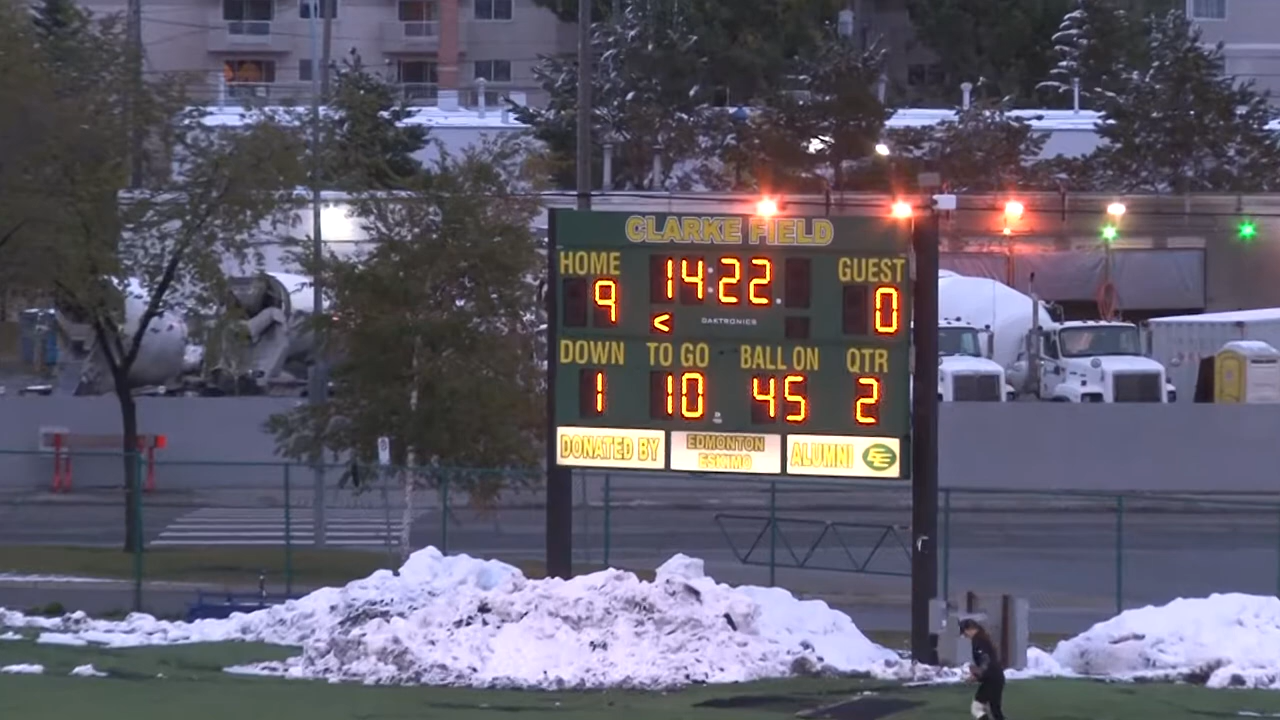 CLARKE FIELD
HOME 14:22 GUEST
9 < DAKTRONICS 0
DOWN TO GO BALL ON QTR
1 10 45 2
DONATED BY EDMONTON ESKIMO ALUMNI EE